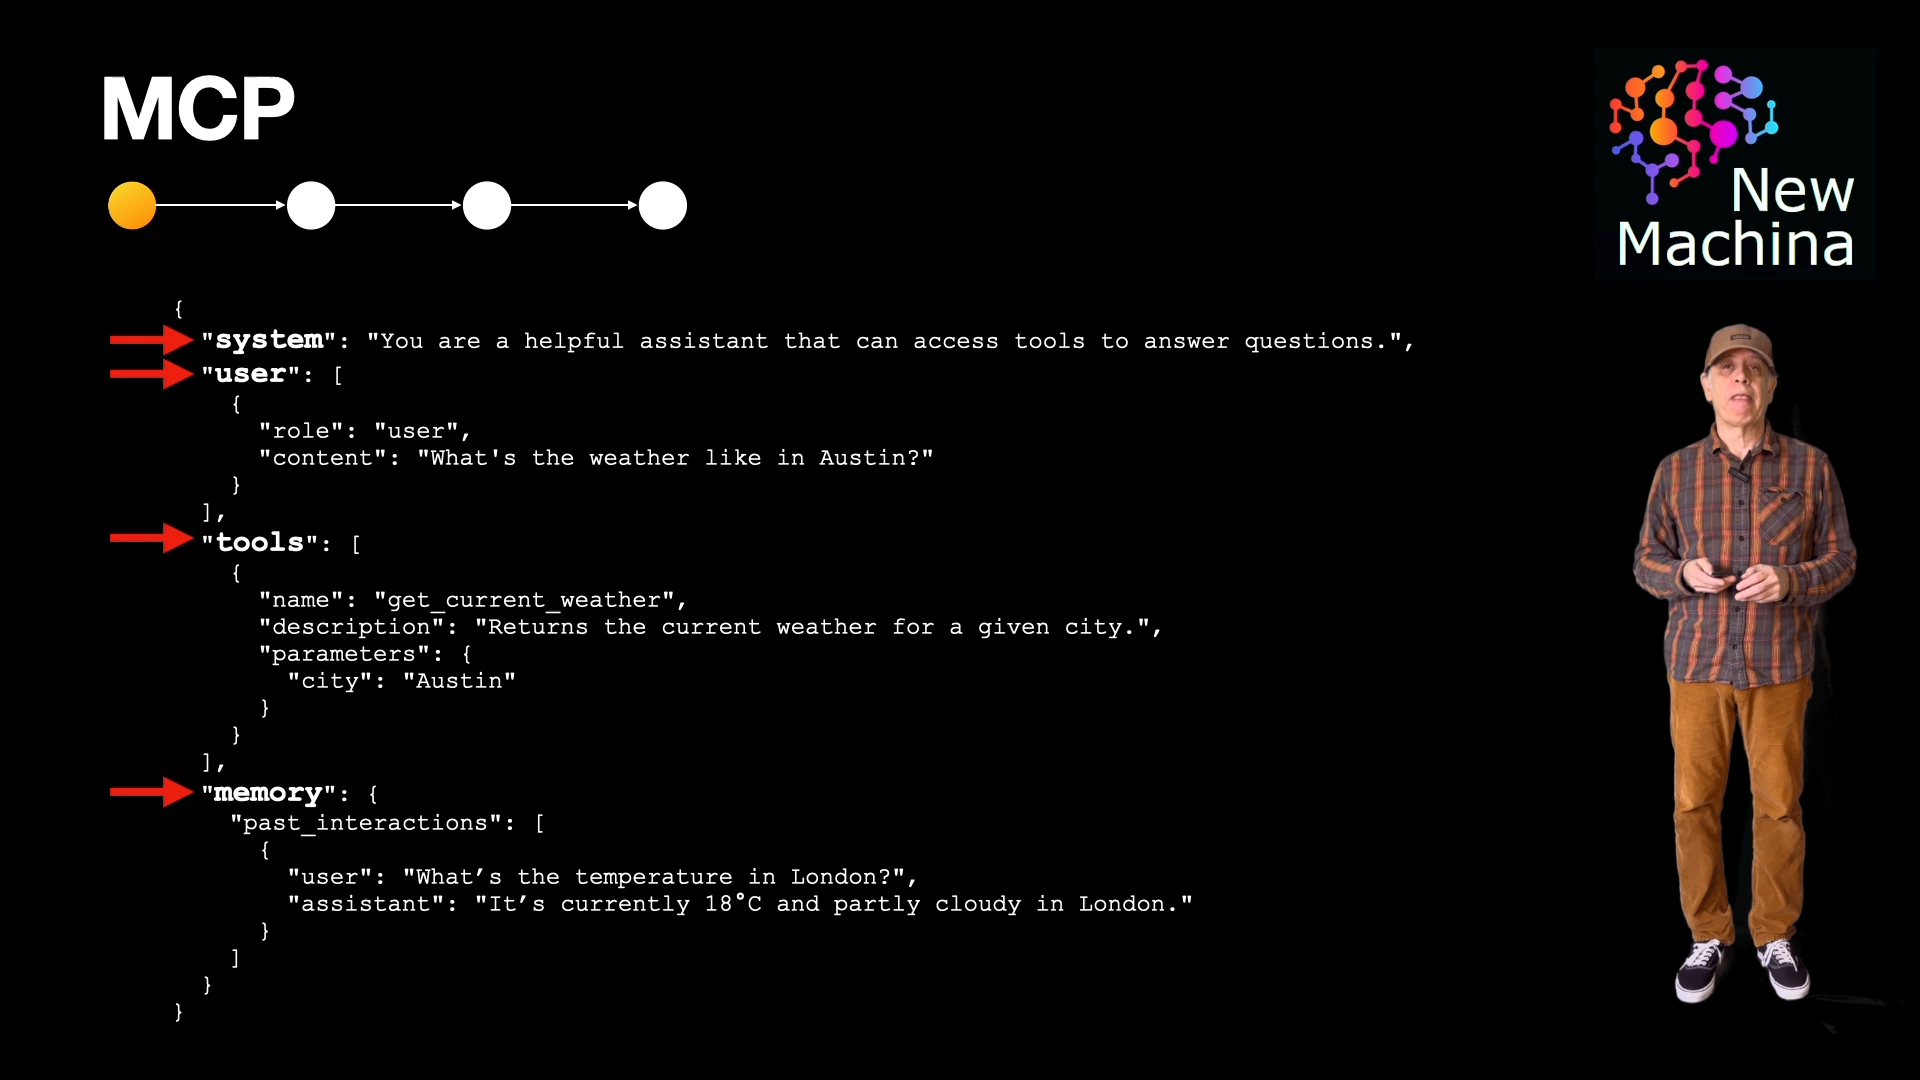 MCP
New
Machina
{
"system": "You are a helpful assistant that can access tools to answer questions.",
"user": [
{
"role": "user",
"content": "What's the weather like in Austin?"
}
],
"tools": [
{
"name": "get_current_weather",
"description": "Returns the current weather for a given city.",
"parameters": {
"city": "Austin"
}
}
],
"memory": {
"past_interactions": [
{
"user": "What’s the temperature in London?",
"assistant": "It’s currently 18°C and partly cloudy in London."
}
]
}
}